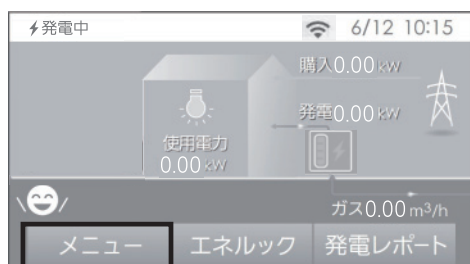 発電中 6/12 10:15
購入0.00 kW
発電0.00 kW
使用電力
0.00 kW
ガス0.00 m³/h
メニュー エネルック 発電レポート